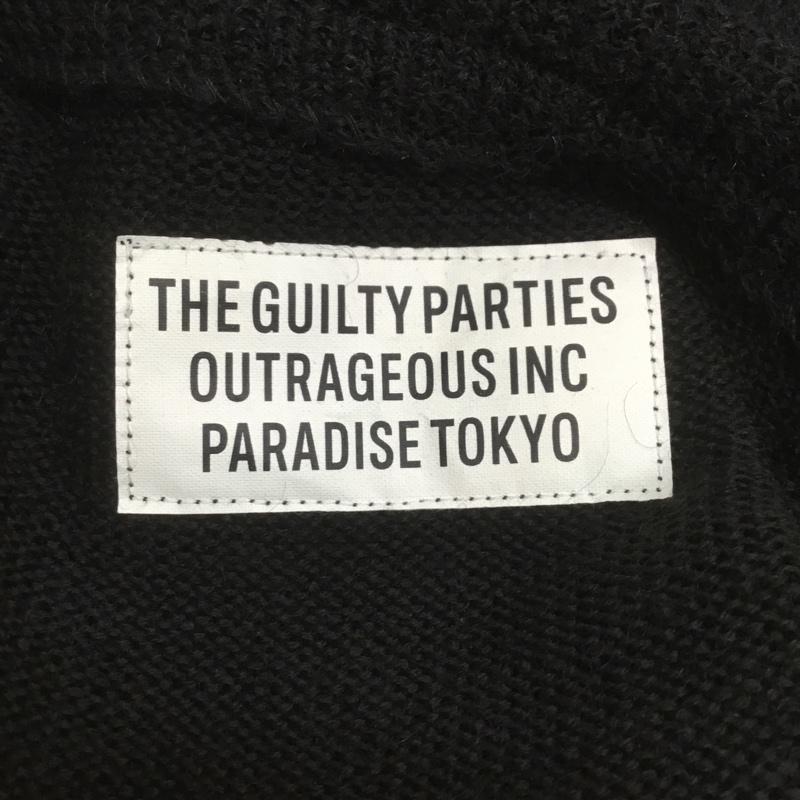 THE GUILTY PARTIES
OUTRAGEOUS INC
PARADISE TOKYO